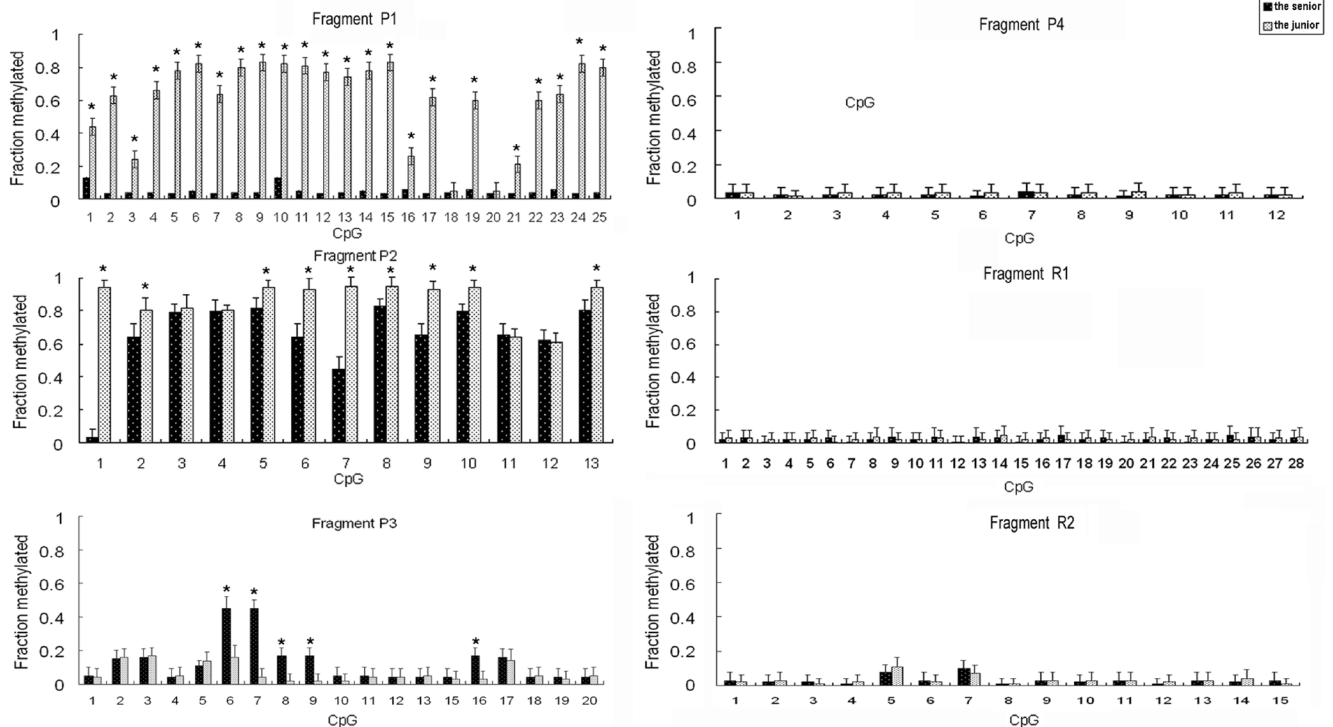 the senior
the junior
Fragment P1
Fraction methylated
1
0.8
0.6
0.4
0.2
0
* * * * * * * * * * * * * * * * * * * * * * *
1 2 3 4 5 6 7 8 9 10 11 12 13 14 15 16 17 18 19 20 21 22 23 24 25
CpG
Fragment P2
Fraction methylated
1
0.8
0.6
0.4
0.2
0
* * * * * * * * *
1 2 3 4 5 6 7 8 9 10 11 12 13
CpG
Fragment P3
Fraction methylated
1
0.8
0.6
0.4
0.2
0
* * * * *
1 2 3 4 5 6 7 8 9 10 11 12 13 15 16 17 18 19 20
CpG
Fragment P4
Fraction methylated
1
0.8
0.6
0.4
0.2
0
CpG
1 2 3 4 5 6 7 8 9 10 11 12
CpG
Fragment R1
Fraction methylated
1
0.8
0.6
0.4
0.2
0
1 2 3 4 5 6 7 8 9 10 11 12 13 14 15 16 17 18 19 20 21 22 23 24 25 26 27 28
CpG
Fragment R2
Fraction methylated
1
0.8
0.6
0.4
0.2
0
1 2 3 4 5 6 7 8 9 10 11 12 13 14 15
CpG